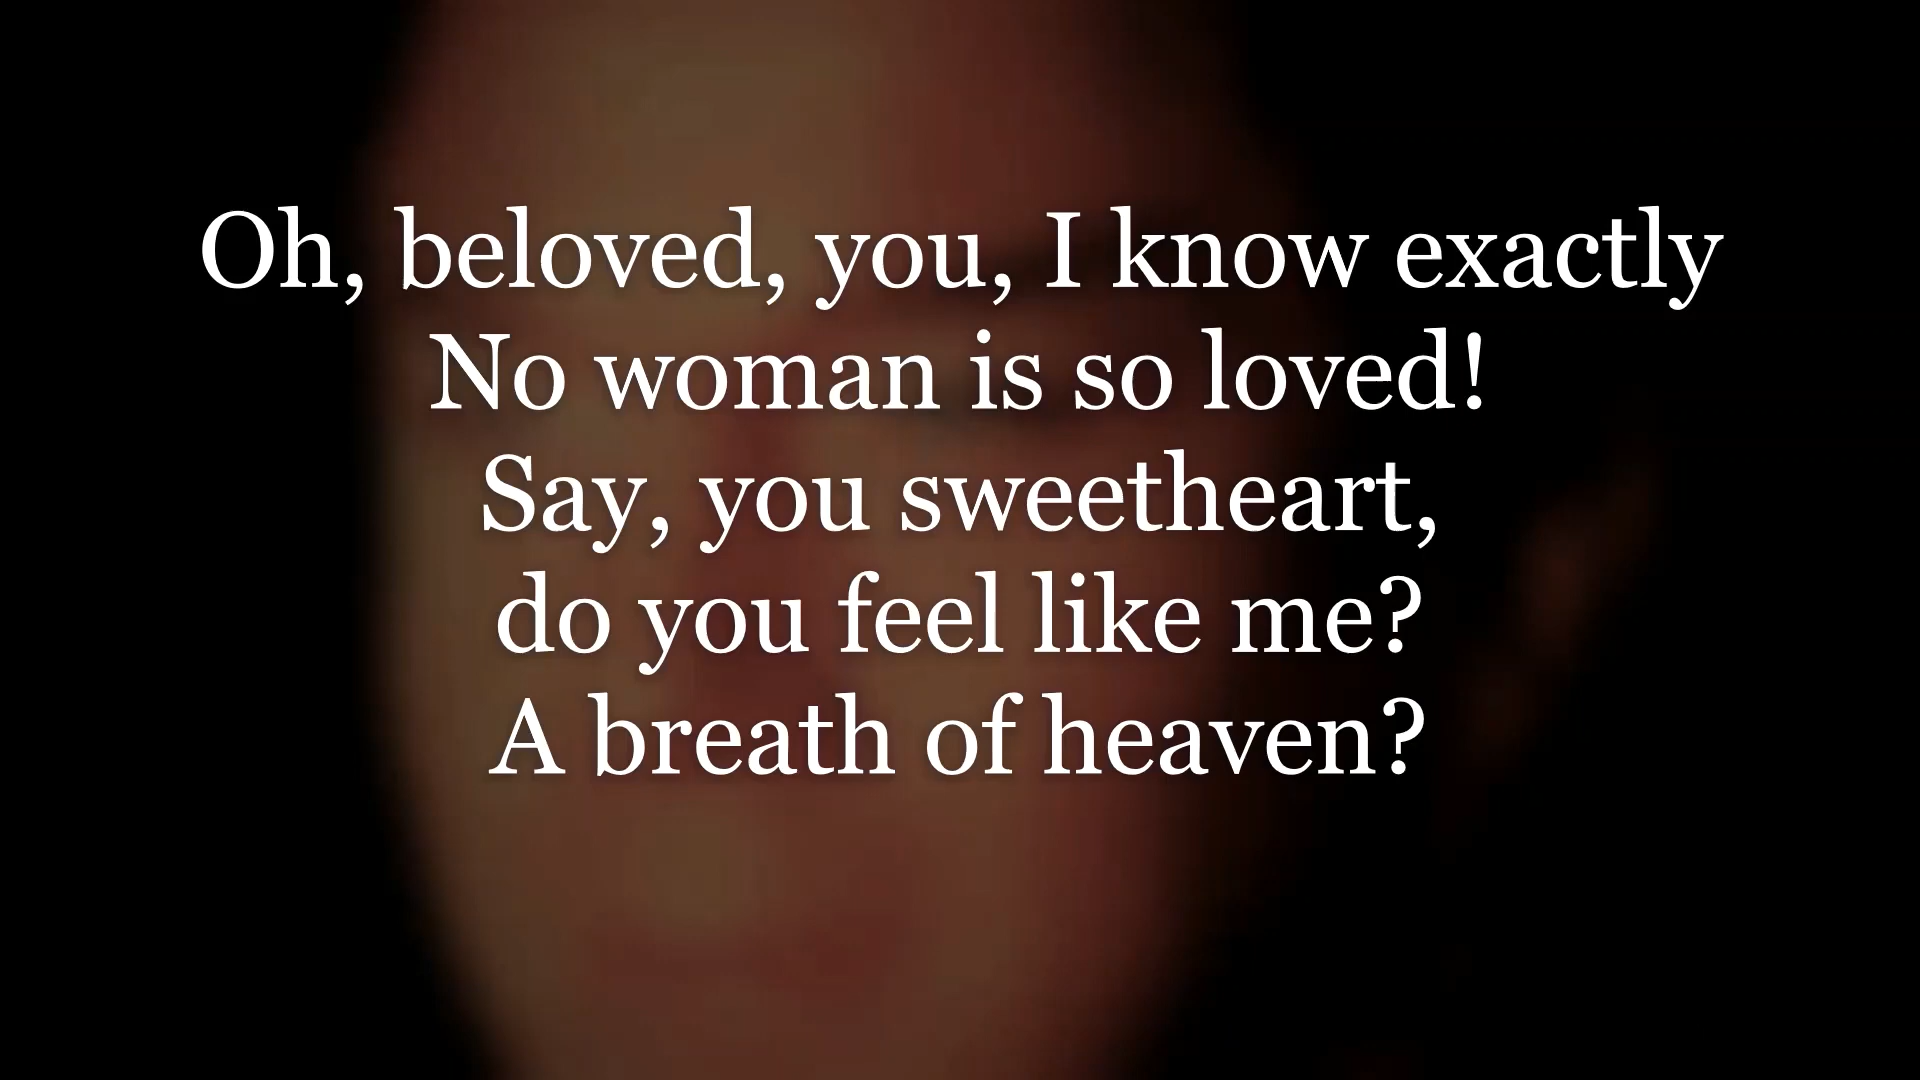 Oh, beloved, you, I know exactly
No woman is so loved!
Say, you sweetheart,
do you feel like me?
A breath of heaven?